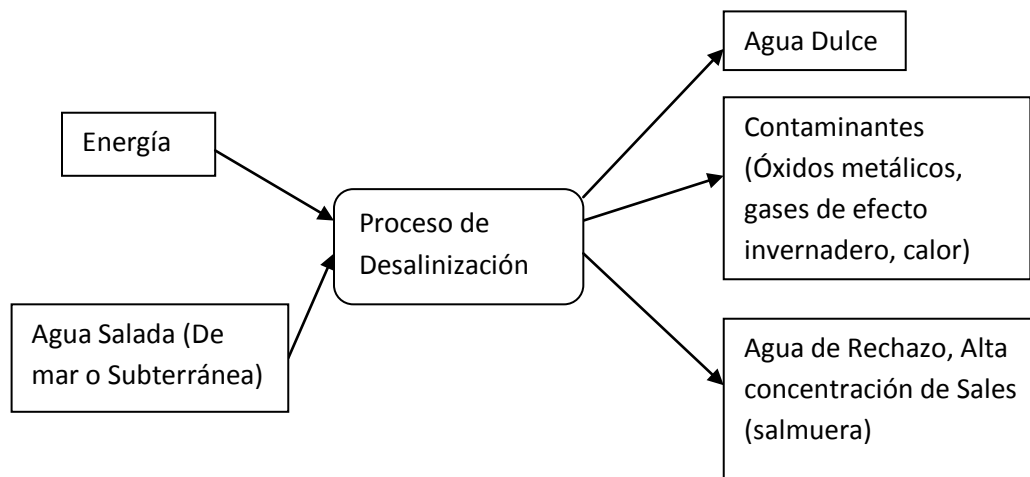 Energía
Agua Salada (De
mar o Subterránea)
Proceso de
Desalinización
Agua Dulce
Contaminantes
(Óxidos metálicos,
gases de efecto
invernadero, calor)
Agua de Rechazo, Alta
concentración de Sales
(salmuera)